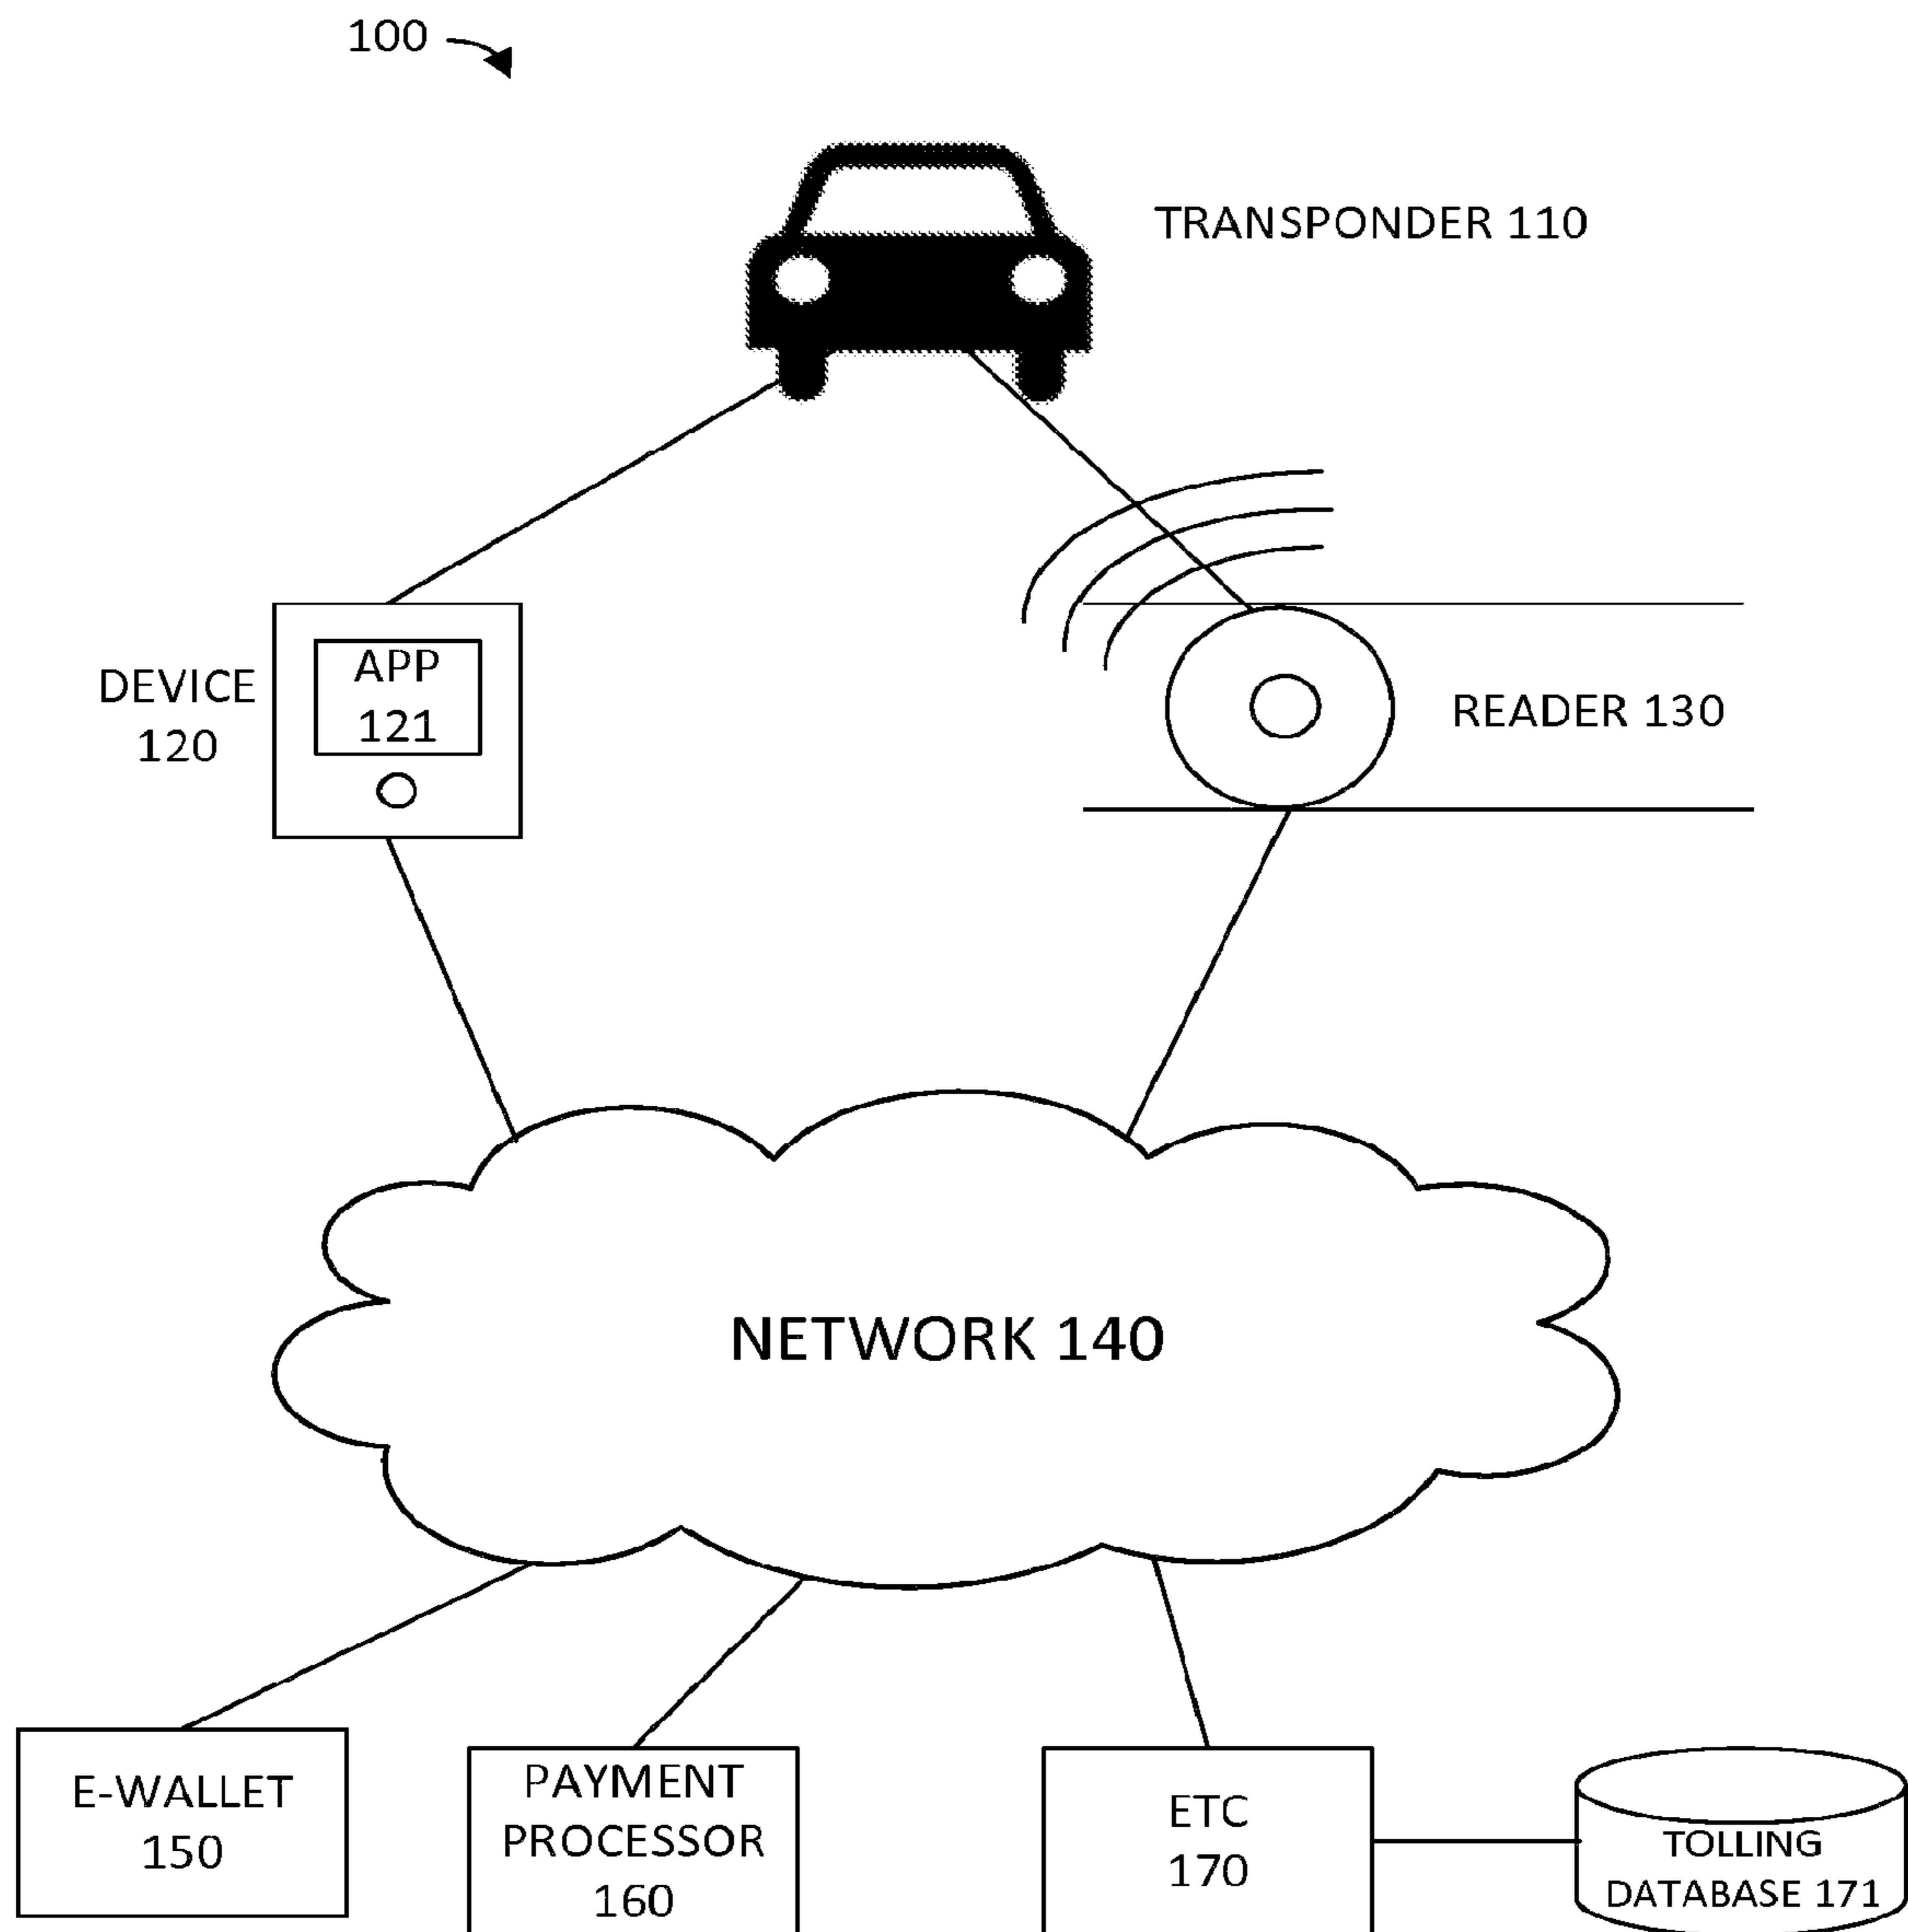 100
TRANSPONDER 110
DEVICE
120
APP
121
READER 130
NETWORK 140
E-WALLET
150
PAYMENT
PROCESSOR
160
ETC
170
TOLLING
DATABASE 171